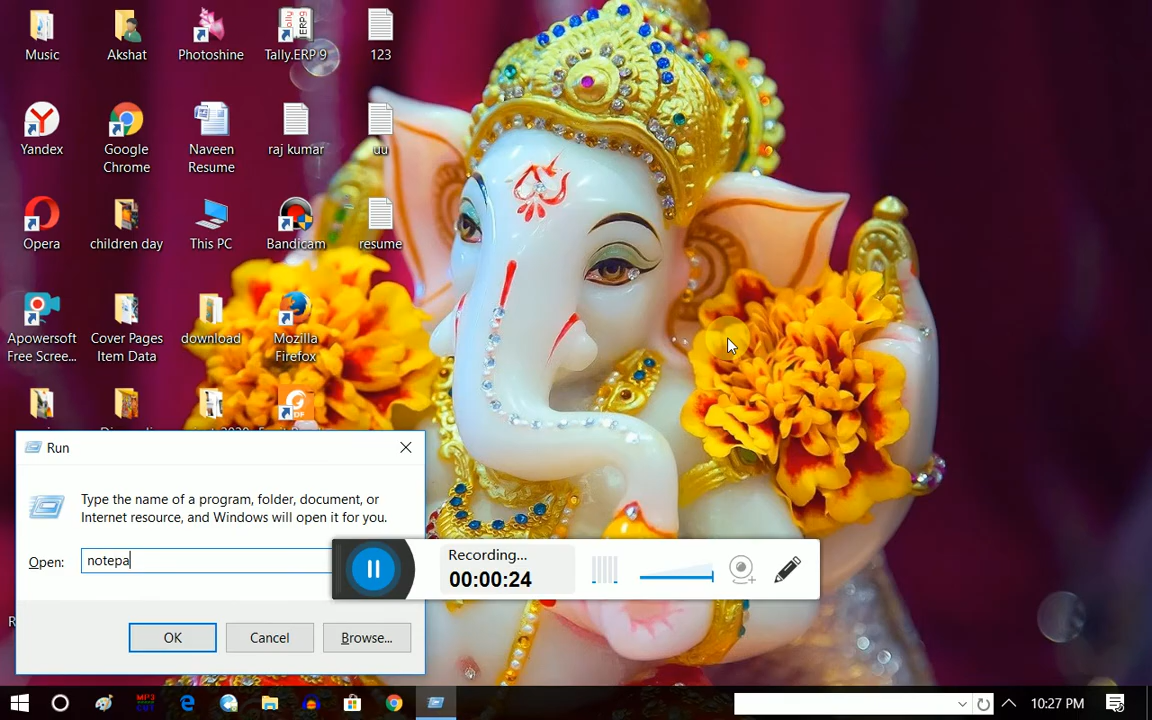 Music
Akshat
Photoshine
Tally.ERP 9
123
Yandex
Google
Chrome
Naveen
Resume
raj kumar
uu
Opera
children day
This PC
Bandicam
resume
Apowersoft
Free Scree...
Cover Pages
Item Data
download
Mozilla
Firefox
Run
Type the name of a program, folder, document, or
Internet resource, and Windows will open it for you.
Open:
notepa
OK
Cancel
Browse...
Recording...
00:00:24
10:27 PM